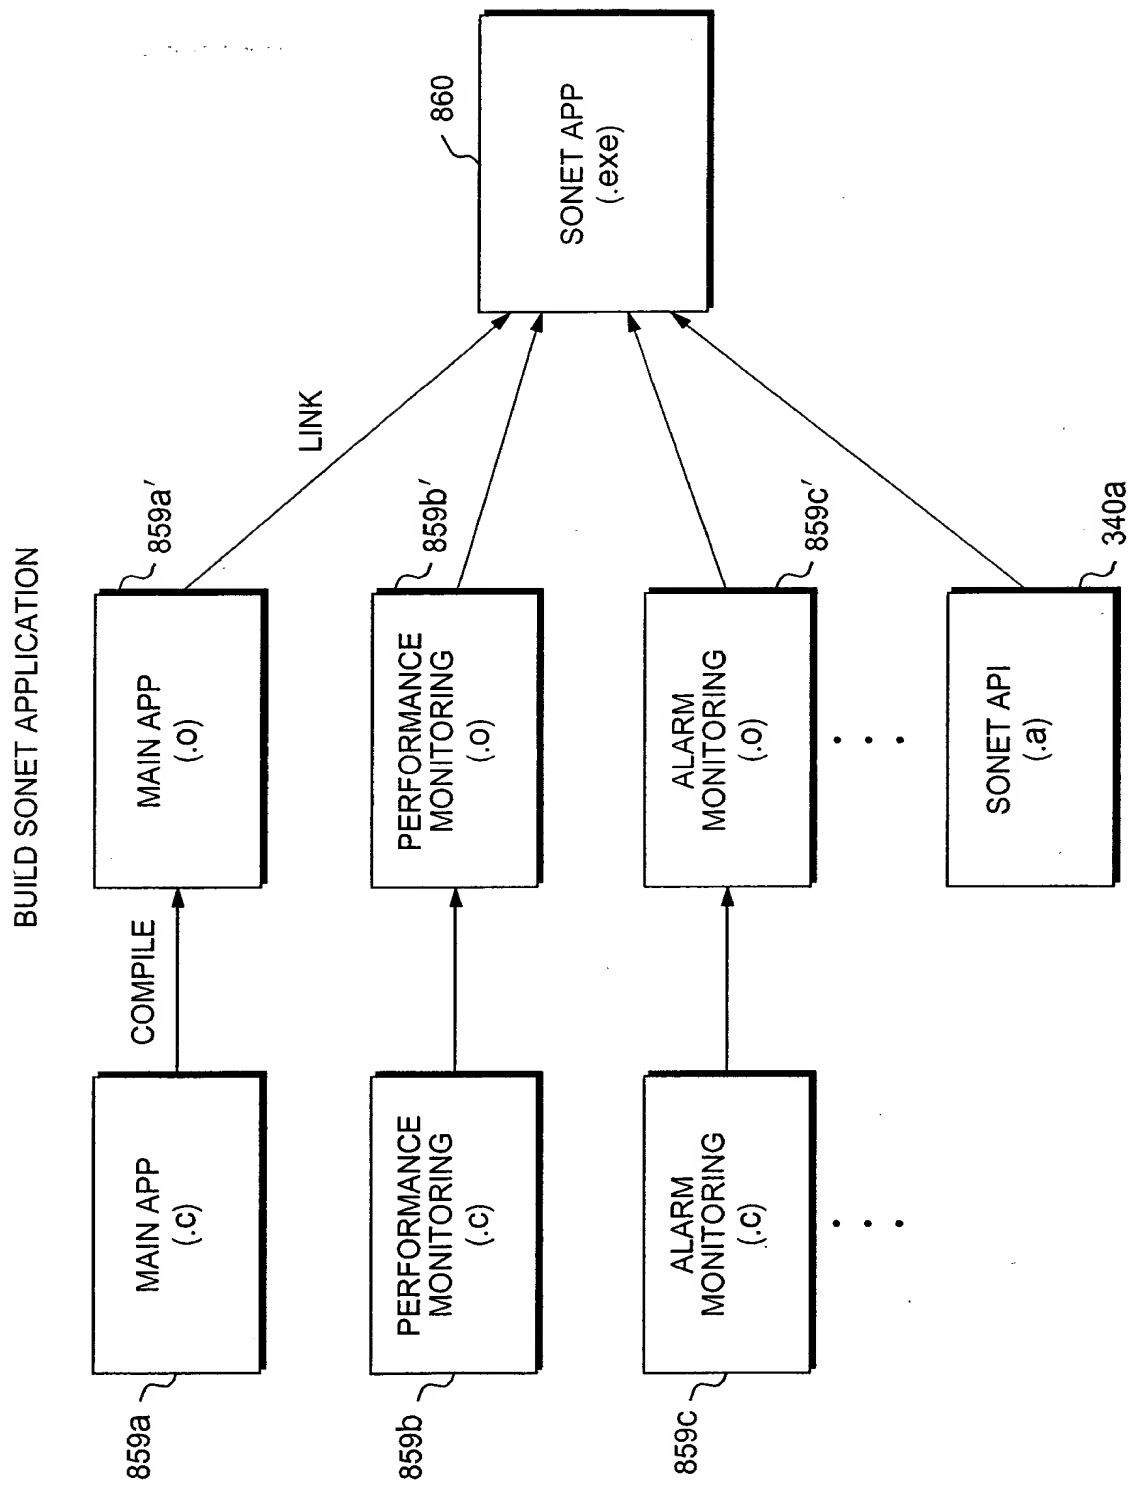 BUILD SONET APPLICATION
859a
MAIN APP
(.c)
COMPILE
MAIN APP
(.o)
859a'
LINK
859b
PERFORMANCE
MONITORING
(.c)
PERFORMANCE
MONITORING
(.o)
859b'
859c
ALARM
MONITORING
(.c)
ALARM
MONITORING
(.o)
859c'
SONET API
(.a)
340a
SONET APP
(.exe)
860